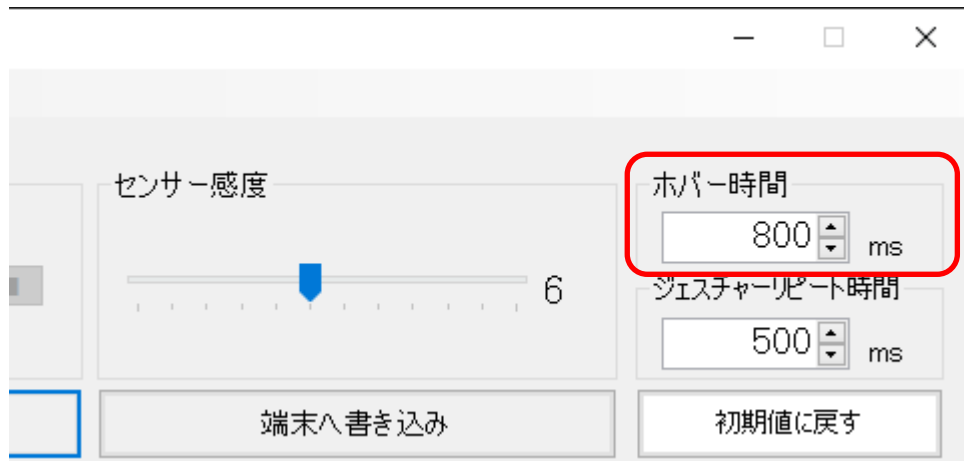 センサー感度
6
ホバー時間
800 ms
ジェスチャーリピート時間
500 ms
端末へ書き込み
初期値に戻す